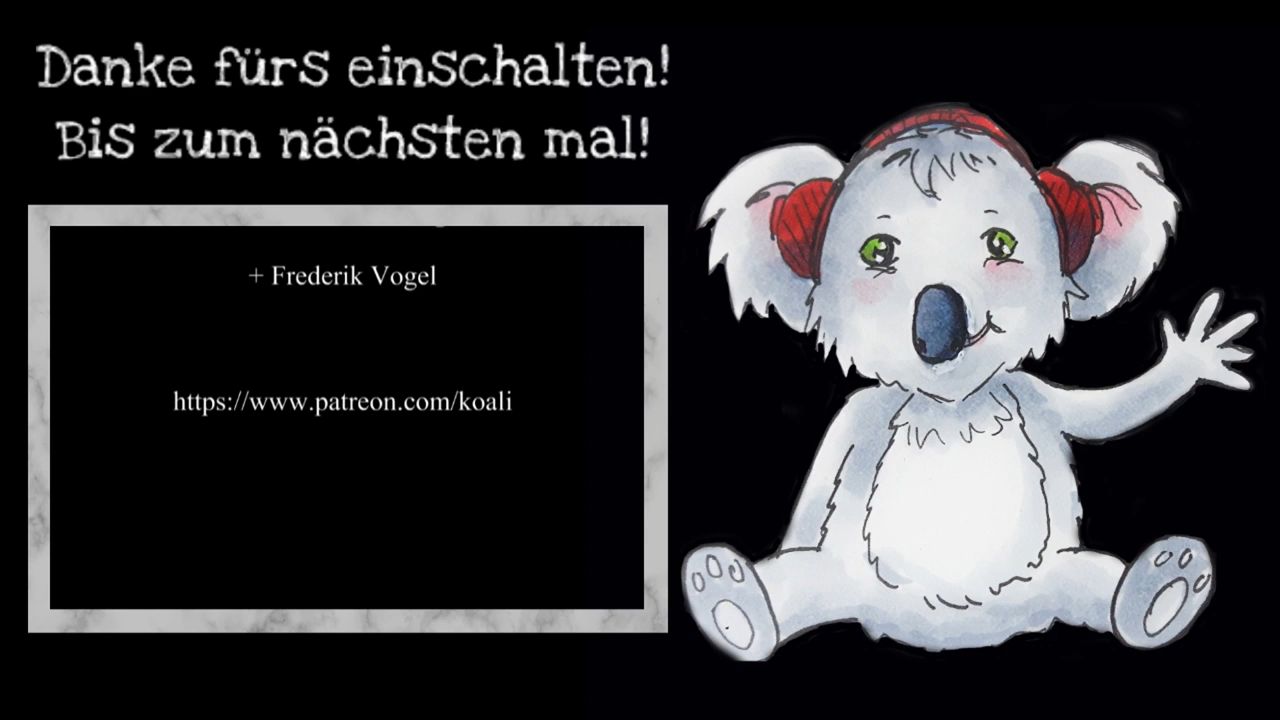 Danke fürs einschalten!
Bis zum nächsten mal!
+ Frederik Vogel
https://www.patreon.com/koali